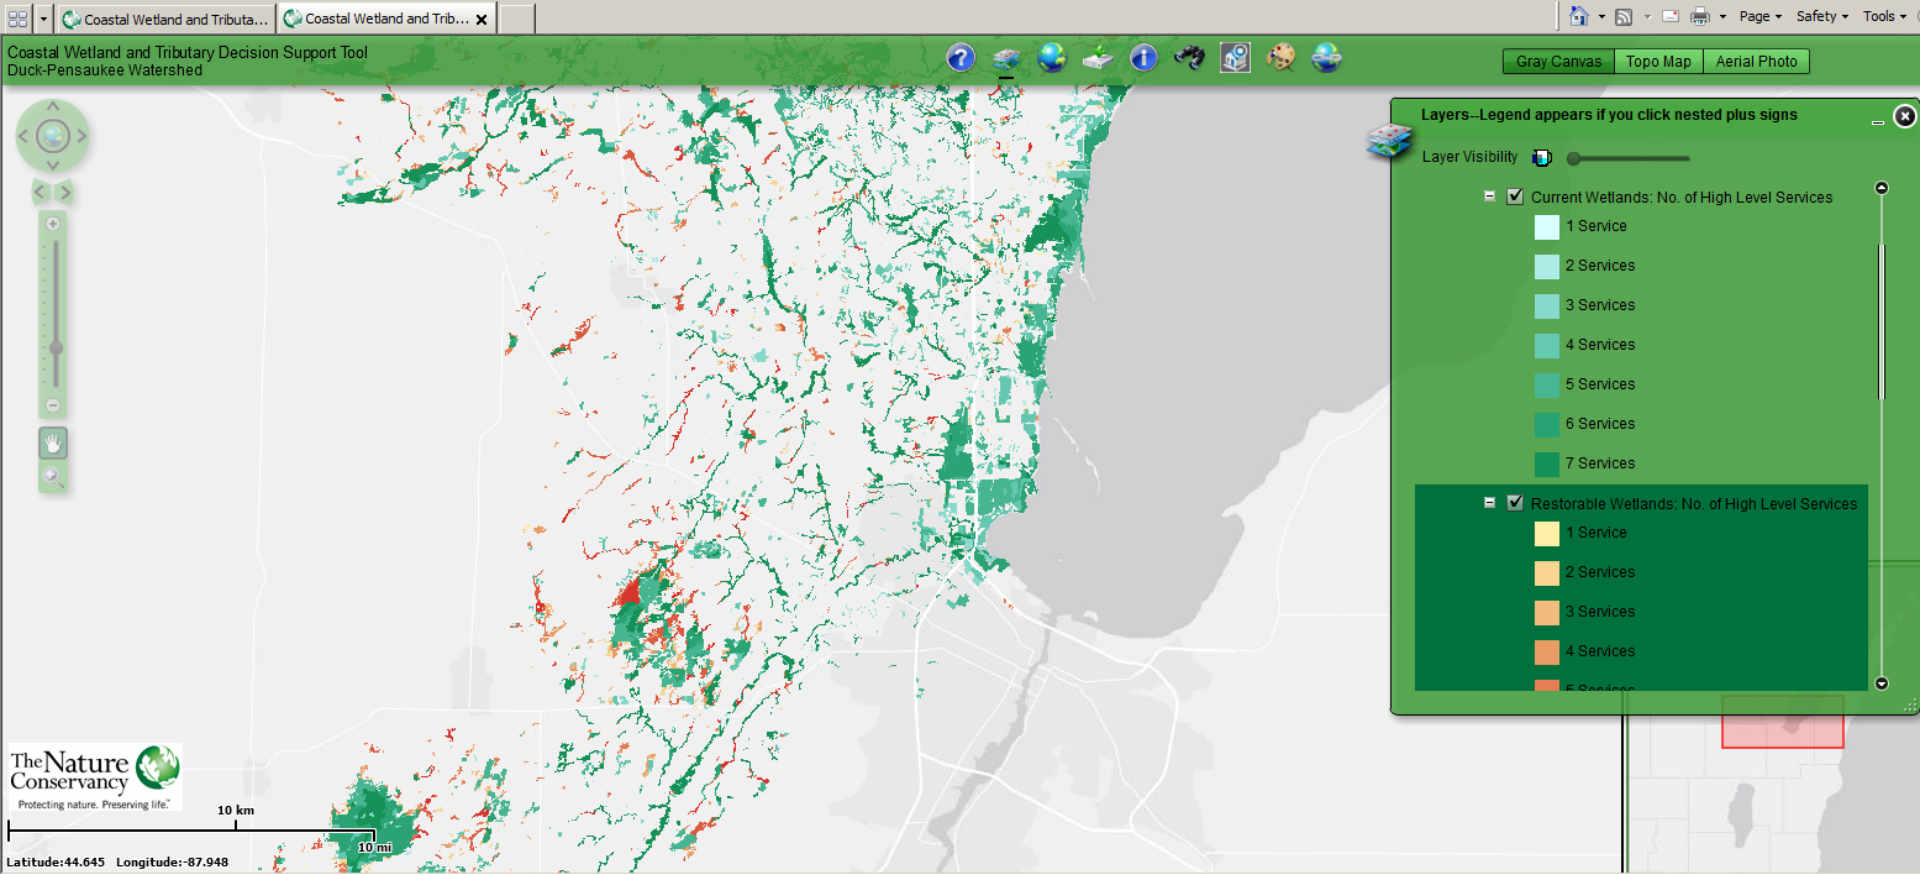 Coastal Wetland and Tributa...
Coastal Wetland and Trib...
Page
Safety
Tools
Coastal Wetland and Tributary Decision Support Tool
Duck-Pensaukee Watershed
Gray Canvas
Topo Map
Aerial Photo
Layers--Legend appears if you click nested plus signs
Layer Visibility
Current Wetlands: No. of High Level Services
1 Service
2 Services
3 Services
4 Services
5 Services
6 Services
7 Services
Restorable Wetlands: No. of High Level Services
1 Service
2 Services
3 Services
4 Services
5 Services
The Nature
Conservancy
Protecting nature. Preserving life.™
10 km
10 mi
Latitude:44.645 Longitude:-87.948